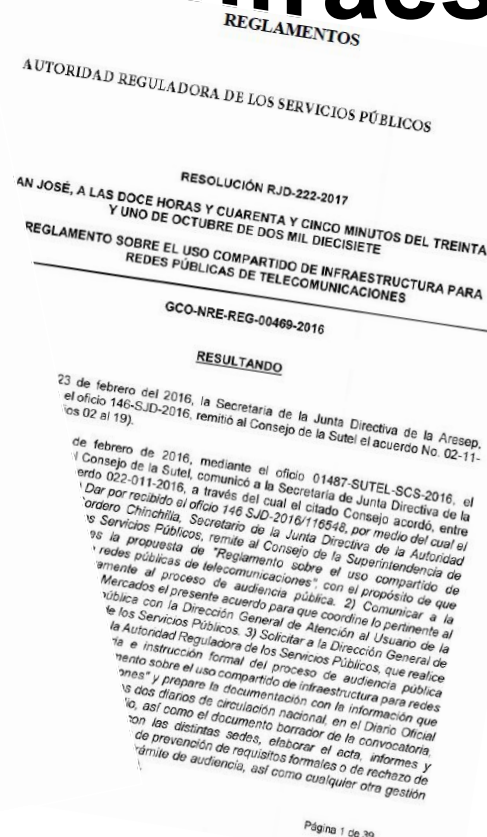 REGLAMENTOS
AUTORIDAD REGULADORA DE LOS SERVICIOS PÚBLICOS
RESOLUCIÓN RJD-222-2017
AN JOSÉ, A LAS DOCE HORAS Y CUARENTA Y CINCO MINUTOS DEL TREINTA
Y UNO DE OCTUBRE DE DOS MIL DIECISIETE
REGLAMENTO SOBRE EL USO COMPARTIDO DE INFRAESTRUCTURA PARA
REDES PÚBLICAS DE TELECOMUNICACIONES
GCO-NRE-REG-00469-2016
RESULTANDO
23 de febrero del 2016, la Secretaría de la Junta Directiva de la Aresep,
el oficio 146-SJD-2016, remitió al Consejo de la Sutel el acuerdo No. 02-11-
ios 02 al 19).
de febrero de 2016, mediante el oficio 01487-SUTEL-SCS-2016, el
l Consejo de la Sutel, comunicó a la Secretaría de Junta Directiva de la
erdo 022-011-2016, a través del cual el citado Consejo acordó, entre
Dar por recibido el oficio 146 SJD-2016/116548, por medio del cual el
ordero Chinchilla, Secretario de la Junta Directiva de la Autoridad
s Servicios Públicos, remite al Consejo de la Superintendencia de
es la propuesta de "Reglamento sobre el uso compartido de
redes públicas de telecomunicaciones", con el propósito de que
amente al proceso de audiencia pública. 2) Comunicar a la
Mercados el presente acuerdo para que coordine lo pertinente al
ública con la Dirección General de Atención al Usuario de la
e los Servicios Públicos. 3) Solicitar a la Dirección General de
la Autoridad Reguladora de los Servicios Públicos, que realice
ía e instrucción formal del proceso de audiencia pública
mento sobre el uso compartido de infraestructura para redes
ones" y prepare la documentación con la información que
s dos diarios de circulación nacional, en el Diario Oficial
io, así como el documento borrador de la convocatoria,
on las distintas sedes, elaborar el acta, informes y
de prevención de requisitos formales o de rechazo de
trámite de audiencia, así como cualquier otra gestión
Página 1 de 39